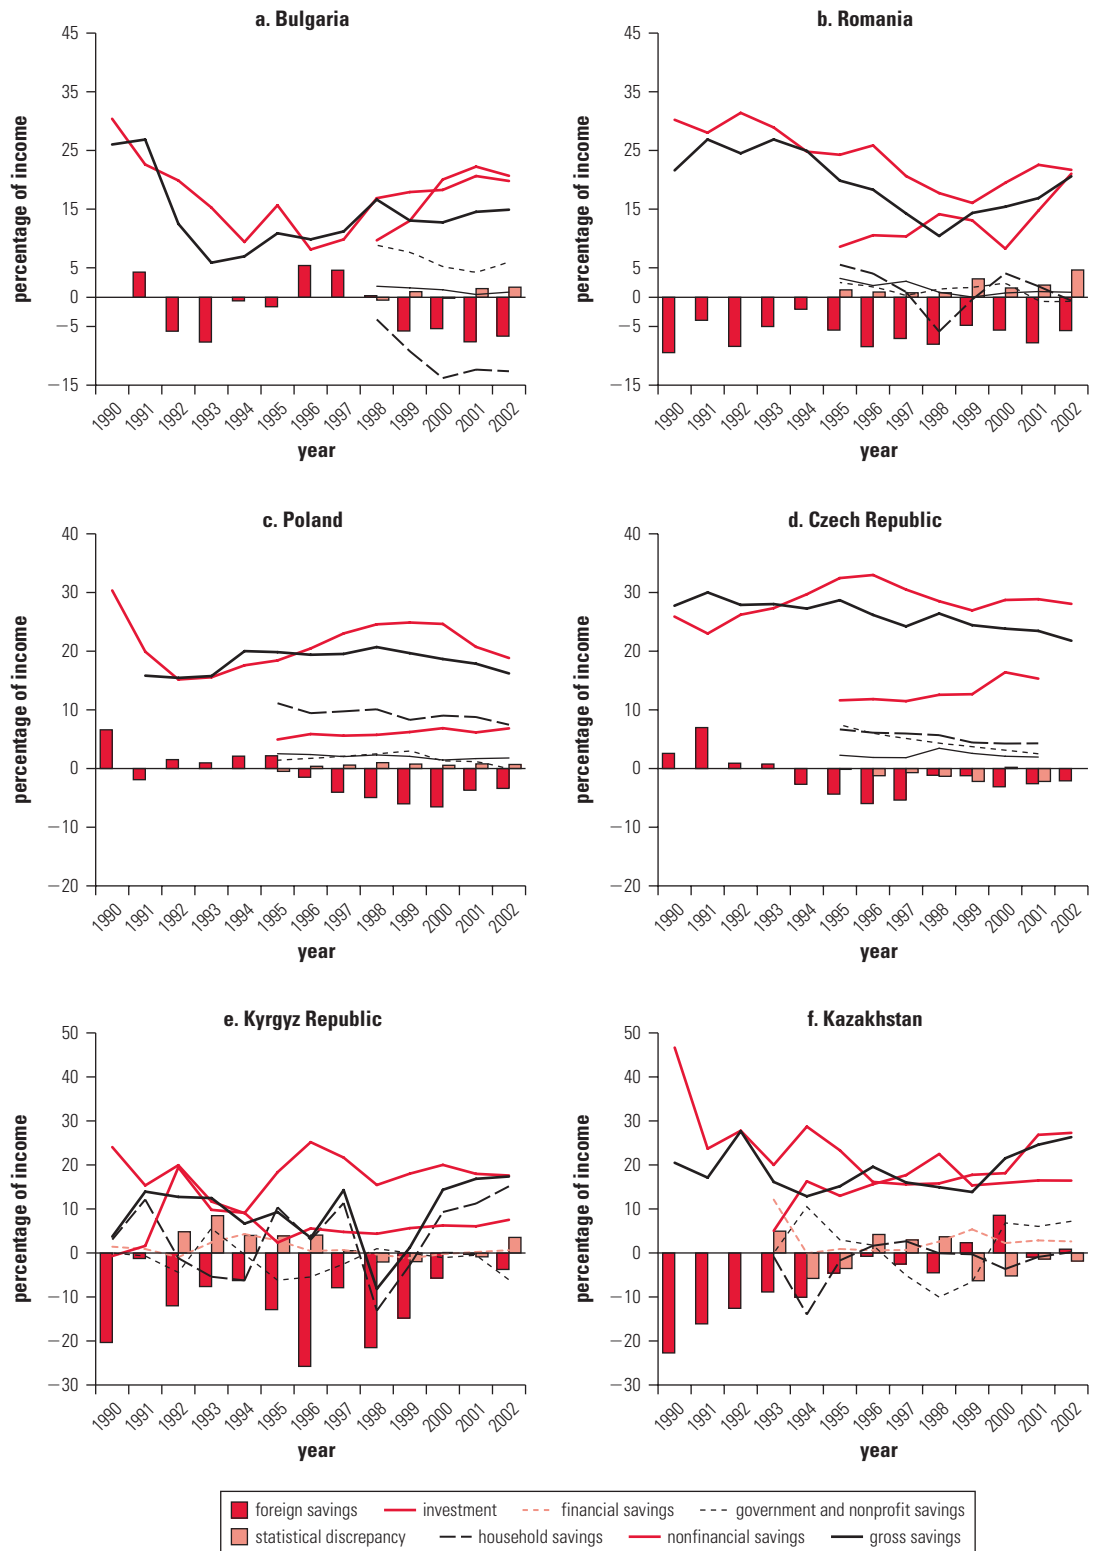 a. Bulgaria
percentage of income
45
35
25
15
5
0
−5
−15
1990 1991 1992 1993 1994 1995 1996 1997 1998 1999 2000 2001 2002
year
b. Romania
percentage of income
45
35
25
15
5
0
−5
−15
1990 1991 1992 1993 1994 1995 1996 1997 1998 1999 2000 2001 2002
year
c. Poland
percentage of income
40
30
20
10
0
−10
−20
1990 1991 1992 1993 1994 1995 1996 1997 1998 1999 2000 2001 2002
year
d. Czech Republic
percentage of income
40
30
20
10
0
−10
−20
1990 1991 1992 1993 1994 1995 1996 1997 1998 1999 2000 2001 2002
year
e. Kyrgyz Republic
percentage of income
50
40
30
20
10
0
−10
−20
−30
1990 1991 1992 1993 1994 1995 1996 1997 1998 1999 2000 2001 2002
year
f. Kazakhstan
percentage of income
50
40
30
20
10
0
−10
−20
−30
1990 1991 1992 1993 1994 1995 1996 1997 1998 1999 2000 2001 2002
year
foreign savings investment financial savings government and nonprofit savings
statistical discrepancy household savings nonfinancial savings gross savings